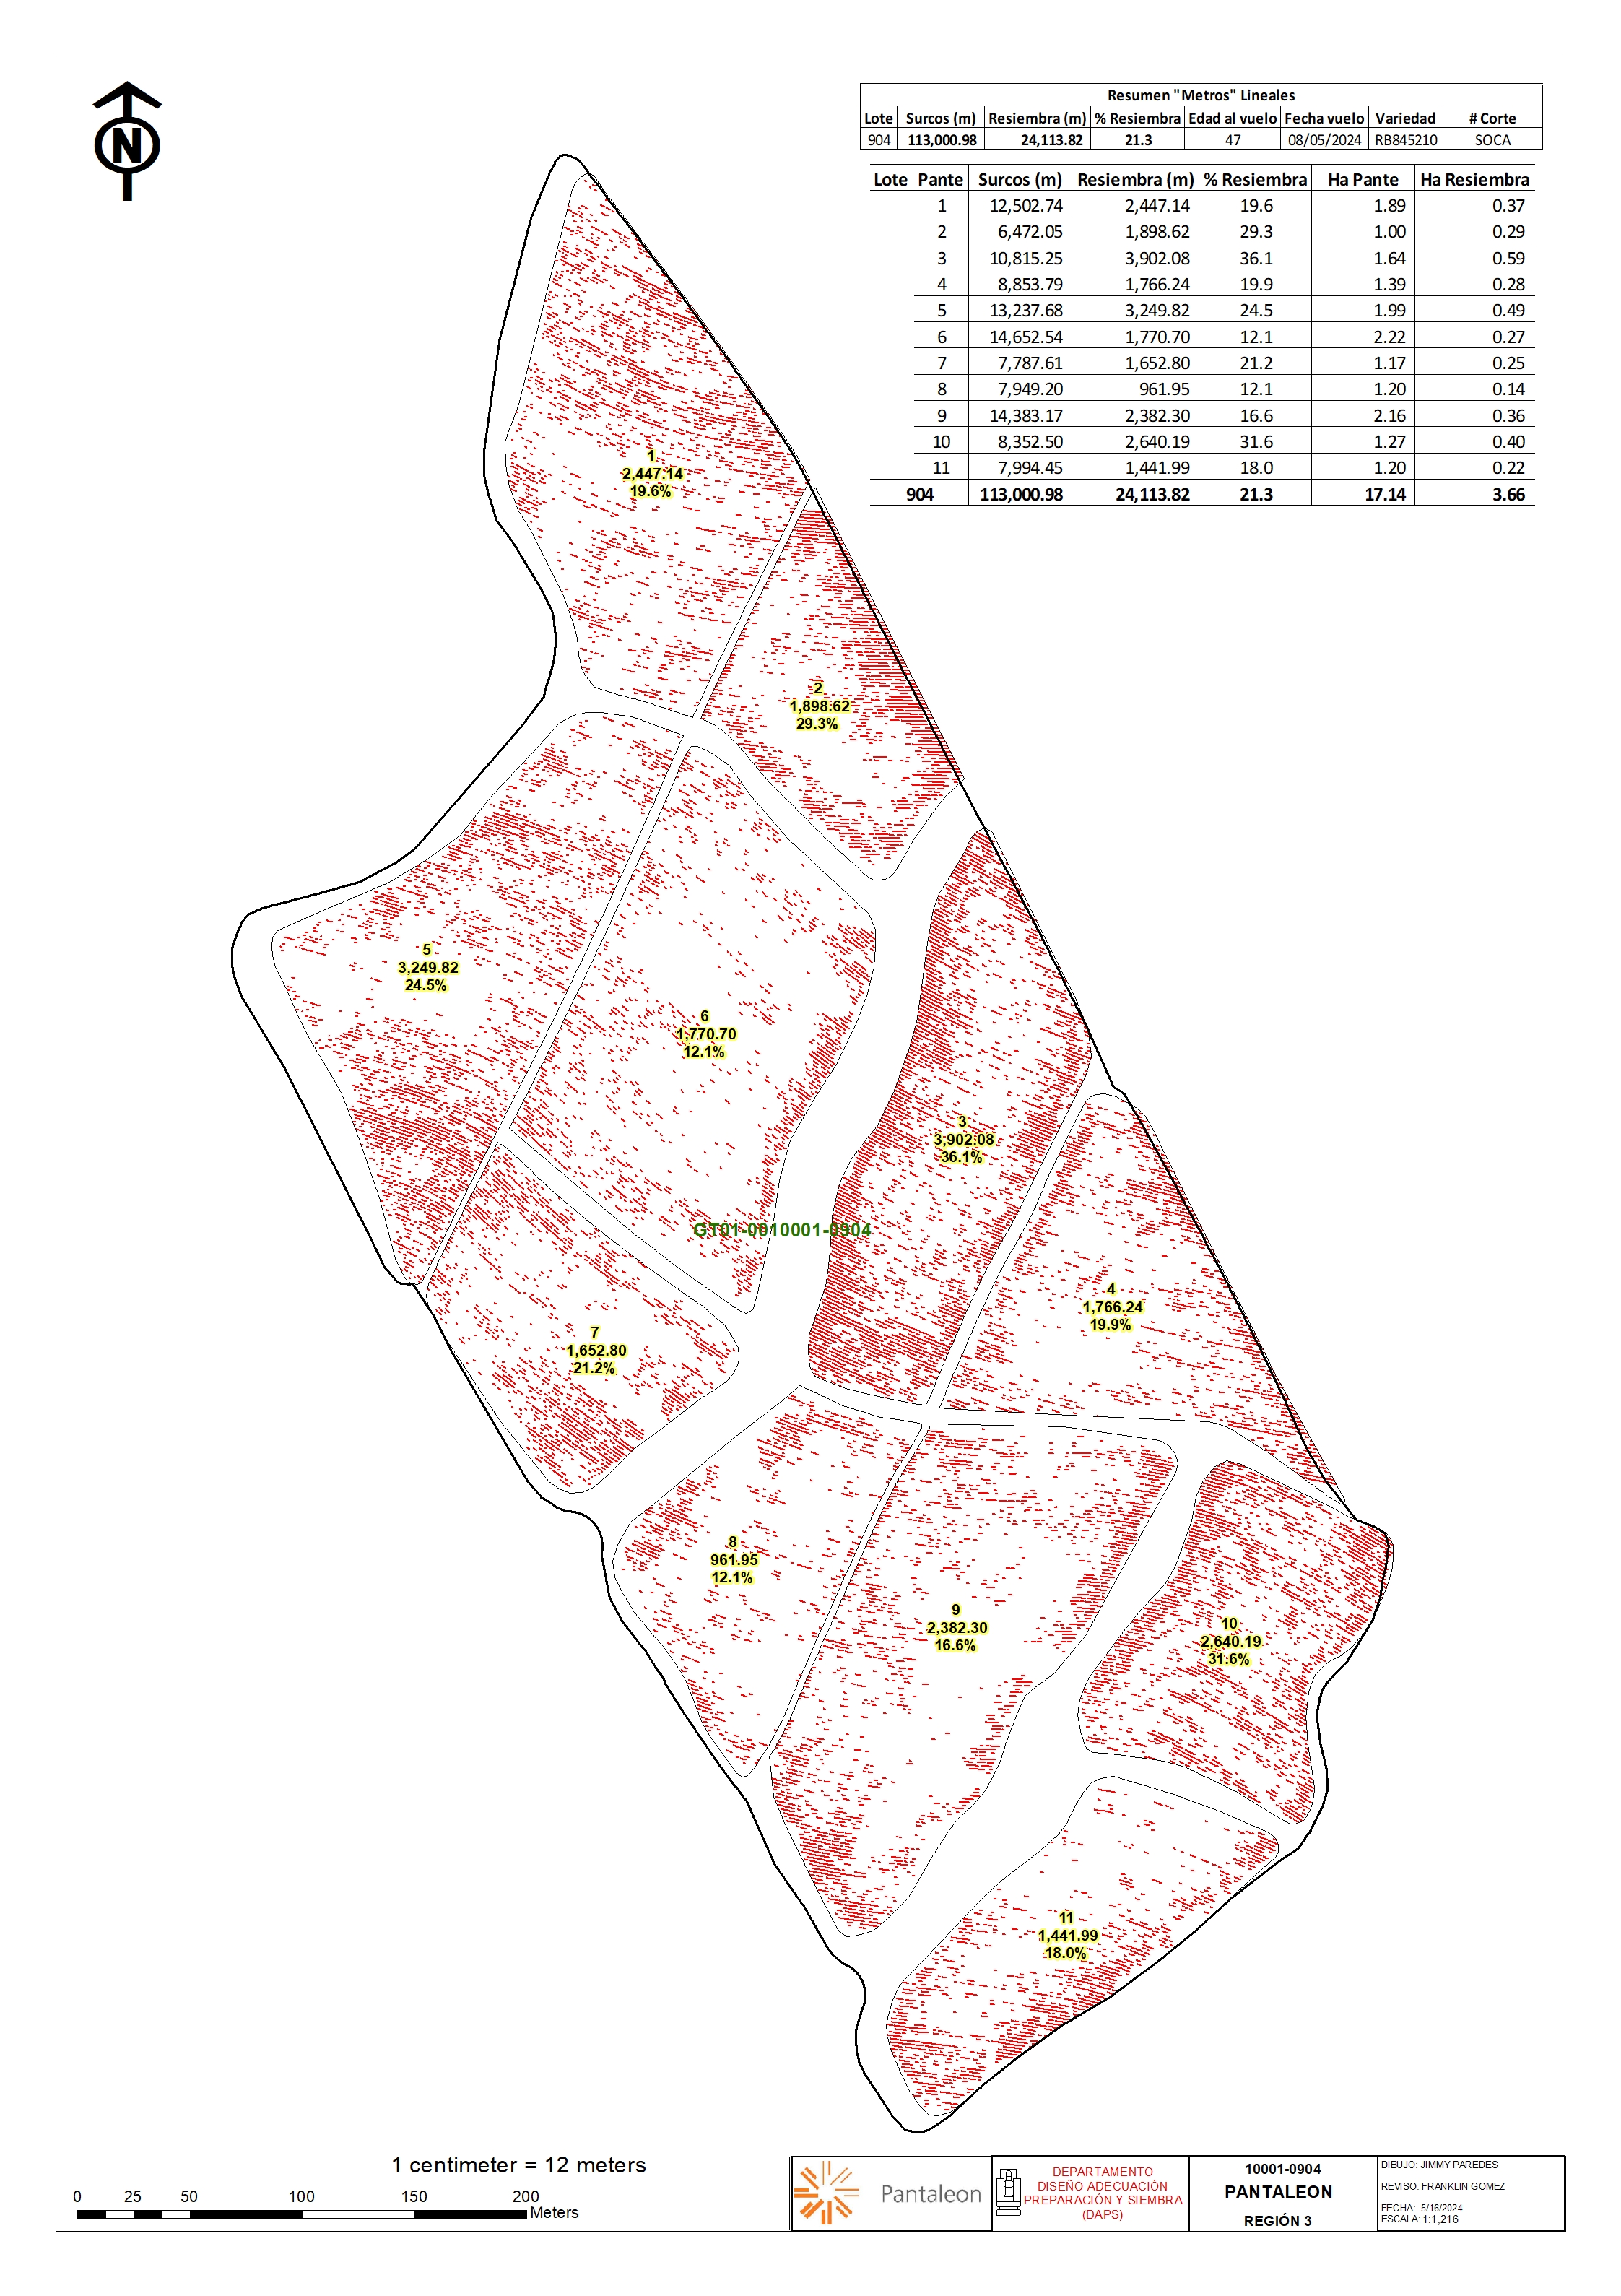 N
Resumen "Metros" Lineales
Lote Surcos (m) Resiembra (m) % Resiembra Edad al vuelo Fecha vuelo Variedad # Corte
904 113,000.98 24,113.82 21.3 47 08/05/2024 RB845210 SOCA
Lote Pante Surcos (m) Resiembra (m) % Resiembra Ha Pante Ha Resiembra
1 12,502.74 2,447.14 19.6 1.89 0.37
2 6,472.05 1,898.62 29.3 1.00 0.29
3 10,815.25 3,902.08 36.1 1.64 0.59
4 8,853.79 1,766.24 19.9 1.39 0.28
5 13,237.68 3,249.82 24.5 1.99 0.49
6 14,652.54 1,770.70 12.1 2.22 0.27
7 7,787.61 1,652.80 21.2 1.17 0.25
8 7,949.20 961.95 12.1 1.20 0.14
9 14,383.17 2,382.30 16.6 2.16 0.36
10 8,352.50 2,640.19 31.6 1.27 0.40
11 7,994.45 1,441.99 18.0 1.20 0.22
904 113,000.98 24,113.82 21.3 17.14 3.66
1
2,447.14
19.6%
2
1,898.62
29.3%
5
3,249.82
24.5%
6
1,770.70
12.1%
3
3,902.08
36.1%
GT01-0010001-0904
4
1,766.24
19.9%
7
1,652.80
21.2%
8
961.95
12.1%
9
2,382.30
16.6%
10
2,640.19
31.6%
11
1,441.99
18.0%
1 centimeter = 12 meters
0 25 50 100 150 200
Meters
Pantaleon
DEPARTAMENTO
DISEÑO ADECUACIÓN
PREPARACIÓN Y SIEMBRA
(DAPS)
10001-0904
PANTALEON
REGIÓN 3
DIBUJO: JIMMY PAREDES
REVISO: FRANKLIN GOMEZ
FECHA: 5/16/2024
ESCALA: 1:1,216